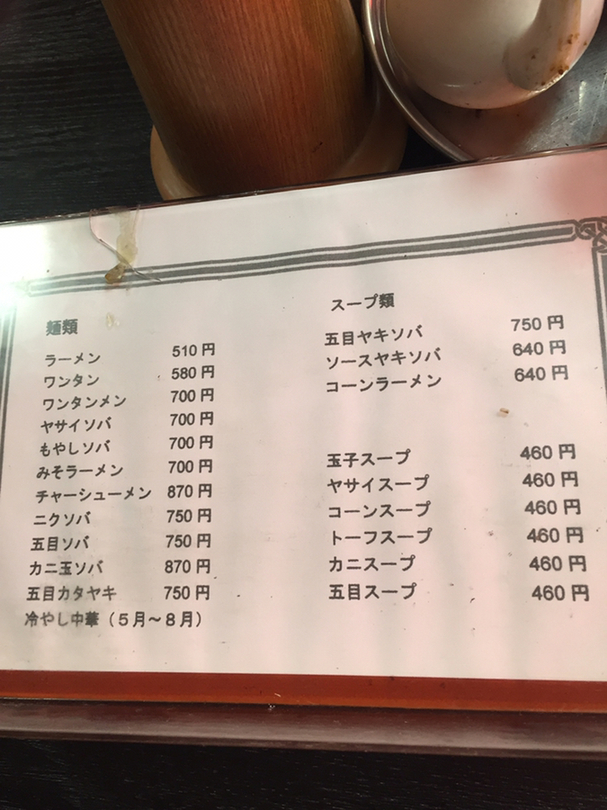 麺類
ラーメン 510円
ワンタン 580円
ワンタンメン 700円
ヤサイソバ 700円
もやしソバ 700円
みそラーメン 700円
チャーシューメン 870円
ニクソバ 750円
五目ソバ 750円
カニ玉ソバ 870円
五目カタヤキ 750円
冷やし中華（５月～８月）
スープ類
五目ヤキソバ 750円
ソースヤキソバ 640円
コーンラーメン 640円
玉子スープ 460円
ヤサイスープ 460円
コーンスープ 460円
トーフスープ 460円
カニスープ 460円
五目スープ 460円